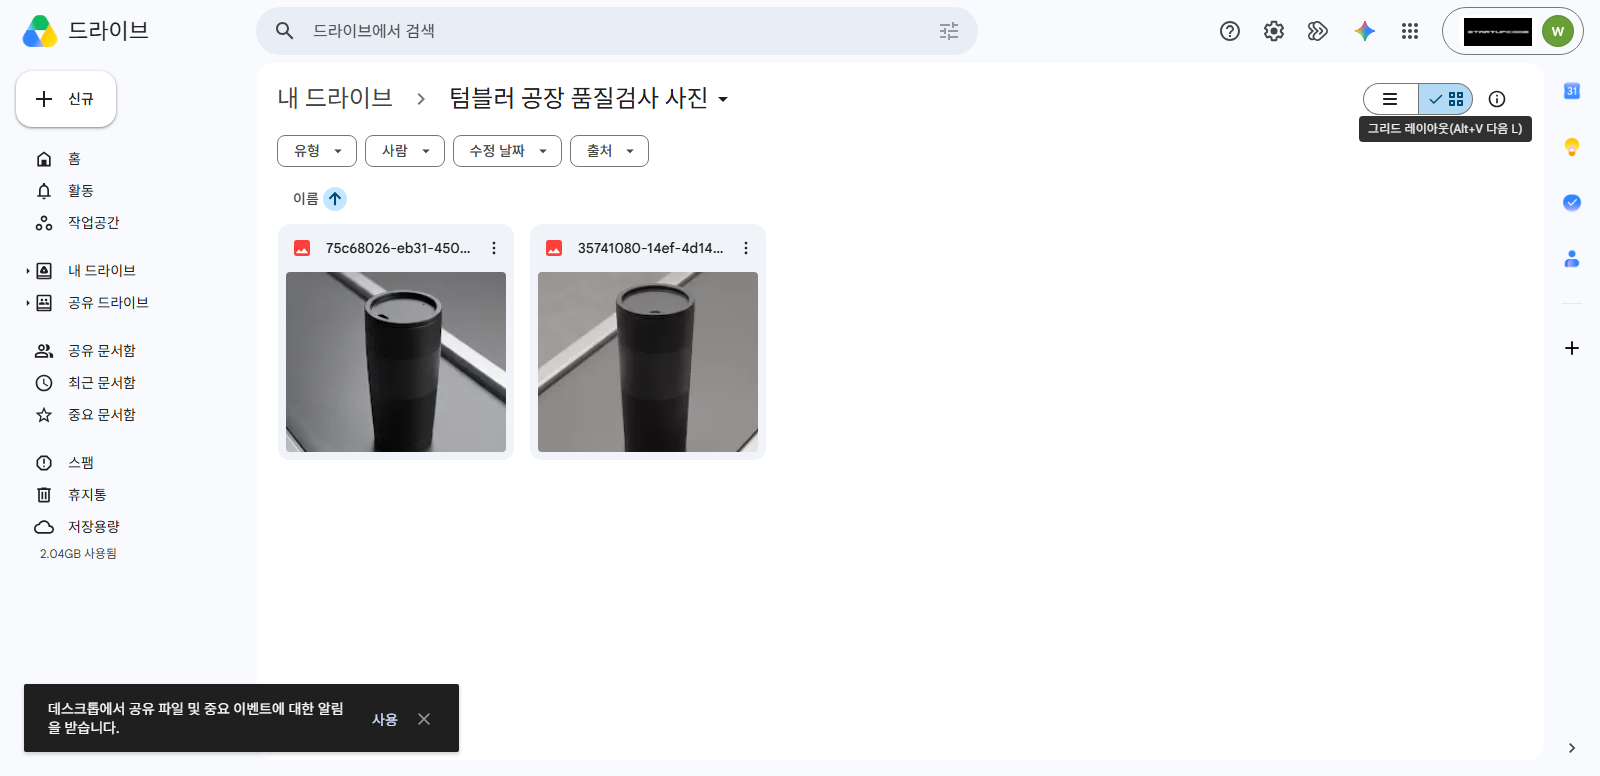 드라이브
드라이브에서 검색
STARTUPCODE
W
신규
홈
활동
작업공간
내 드라이브
공유 드라이브
공유 문서함
최근 문서함
중요 문서함
스팸
휴지통
저장용량
2.04GB 사용됨
내 드라이브
텀블러 공장 품질검사 사진
그리드 레이아웃(Alt+V 다음 L)
유형
사람
수정 날짜
출처
이름
75c68026-eb31-450...
35741080-14ef-4d14...
31
데스크톱에서 공유 파일 및 중요 이벤트에 대한 알림
을 받습니다.
사용